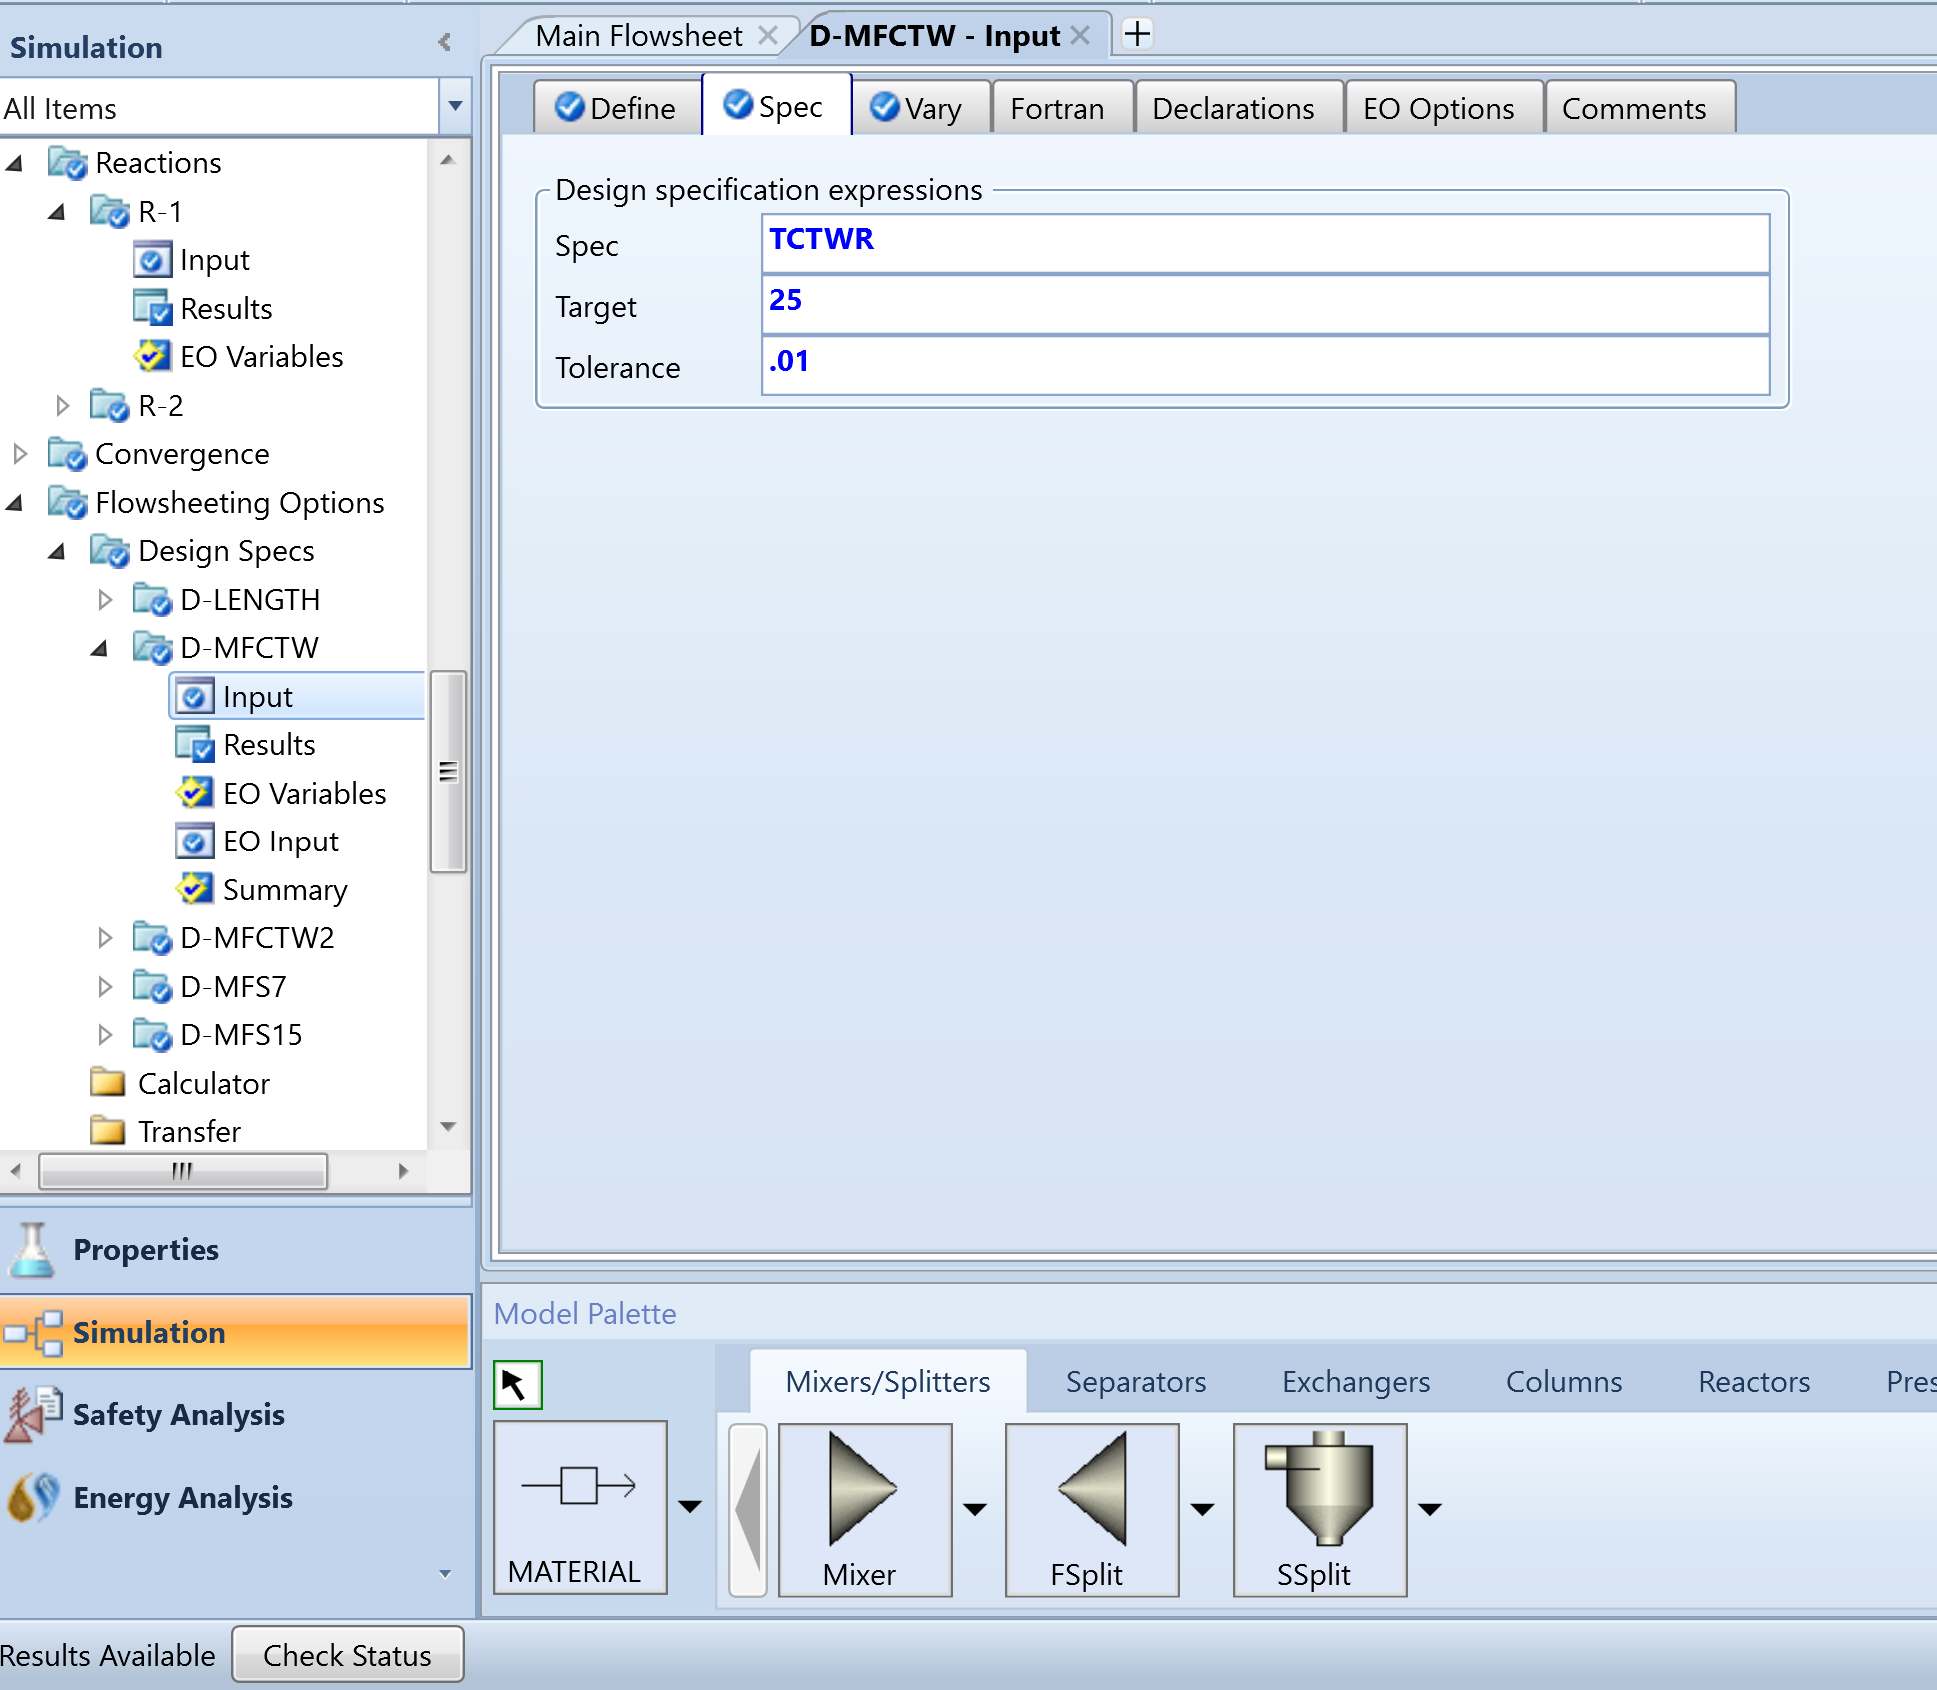 Simulation
All Items
Reactions
R-1
Input
Results
EO Variables
R-2
Convergence
Flowsheeting Options
Design Specs
D-LENGTH
D-MFCTW
Input
Results
EO Variables
EO Input
Summary
D-MFCTW2
D-MFS7
D-MFS15
Calculator
Transfer
Properties
Simulation
Safety Analysis
Energy Analysis
Results Available Check Status
Main Flowsheet D-MFCTW - Input
Define Spec Vary Fortran Declarations EO Options Comments
Design specification expressions
Spec TCTWR
Target 25
Tolerance .01
Model Palette
Mixers/Splitters Separators Exchangers Columns Reactors Pres
MATERIAL Mixer FSplit SSplit